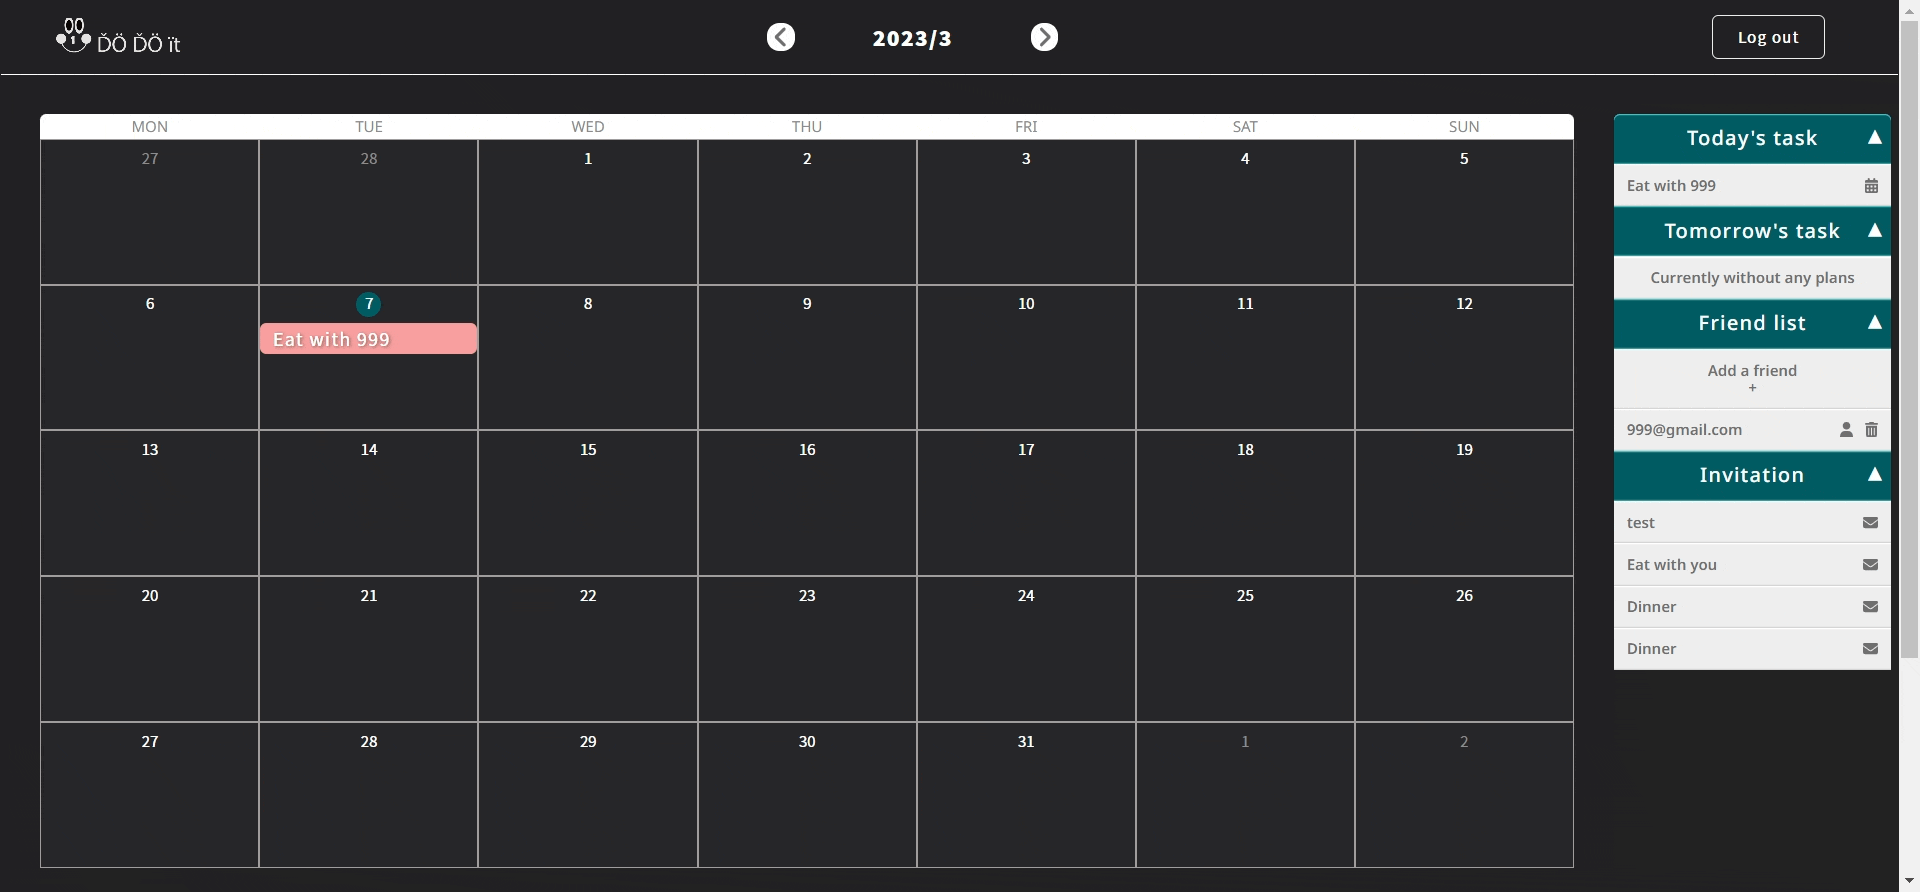 ĎÖ ĎÖ ït
2023/3
Log out
MON TUE WED THU FRI SAT SUN
27 28 1 2 3 4 5
6 7 8 9 10 11 12
Eat with 999
13 14 15 16 17 18 19
20 21 22 23 24 25 26
27 28 29 30 31 1 2
Today's task
Eat with 999
Tomorrow's task
Currently without any plans
Friend list
Add a friend
+
999@gmail.com
Invitation
test
Eat with you
Dinner
Dinner